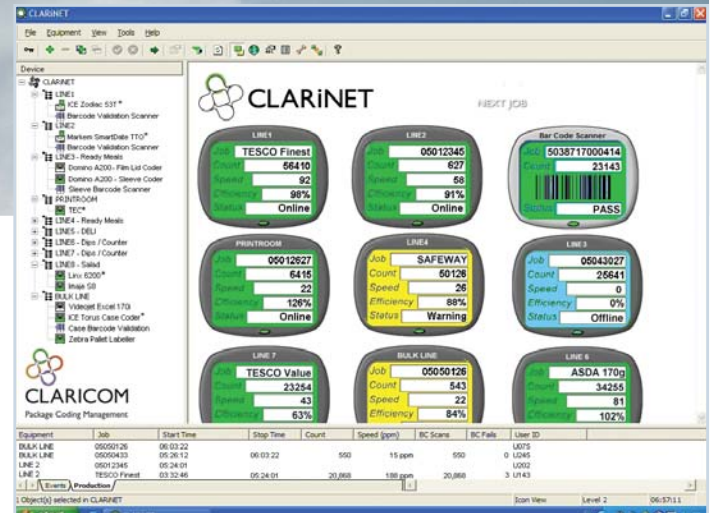 CLARiNET
File Equipment View Tools Help
Device
CLARiNET
LINE1
ICE Zodiac 53T*
Barcode Validation Scanner
LINE2
Markem SmartDate TTO*
Barcode Validation Scanner
LINE3 - Ready Meals
Domino A200 - Film Lid Coder
Domino A200 - Sleeve Coder
Sleeve Barcode Scanner
PRINTROOM
TEC*
LINE4 - Ready Meals
LINE5 - DELI
LINE6 - Dips / Counter
LINE7 - Dips / Counter
LINE8 - Salad
Linx 6200*
Imaje S8
BULK LINE
Videojet Excel 170i
ICE Torus Case Coder*
Case Barcode Validation
Zebra Pallet Labeller
CLARICOM
Package Coding Management
CLARiNET
NEXT JOB
LINE1
Job TESCO Finest
Count 56410
Speed 92
Efficiency 98%
Status Online
LINE2
Job 05012345
Count 627
Speed 58
Efficiency 91%
Status Online
Bar Code Scanner
Job 5038717000414
Count 23143
Status PASS
PRINTROOM
Job 05012627
Count 6415
Speed 22
Efficiency 126%
Status Online
LINE4
Job SAFEWAY
Count 50126
Speed 26
Efficiency 88%
Status Warning
LINE3
Job 05043027
Count 25641
Speed 0
Efficiency 0%
Status Offline
LINE 7
Job TESCO Value
Count 23254
Speed 43
Efficiency 63%
BULK LINE
Job 05050126
Count 543
Speed 22
Efficiency 84%
LINE 6
Job ASDA 170g
Count 34255
Speed 81
Efficiency 102%
Equipment Job Start Time Stop Time Count Speed (ppm) BC Scans BC Fails User ID
BULK LINE 05050126 06:03:22 U075
BULK LINE 05050433 05:26:12 06:03:22 550 15 ppm 550 0 U245
LINE 2 05012345 05:24:01 U202
LINE 2 TESCO Finest 03:32:46 05:24:01 20,868 188 ppm 20,868 3 U143
Events Production
1 Object(s) selected in CLARiNET Icon View Level 2 06:57:11